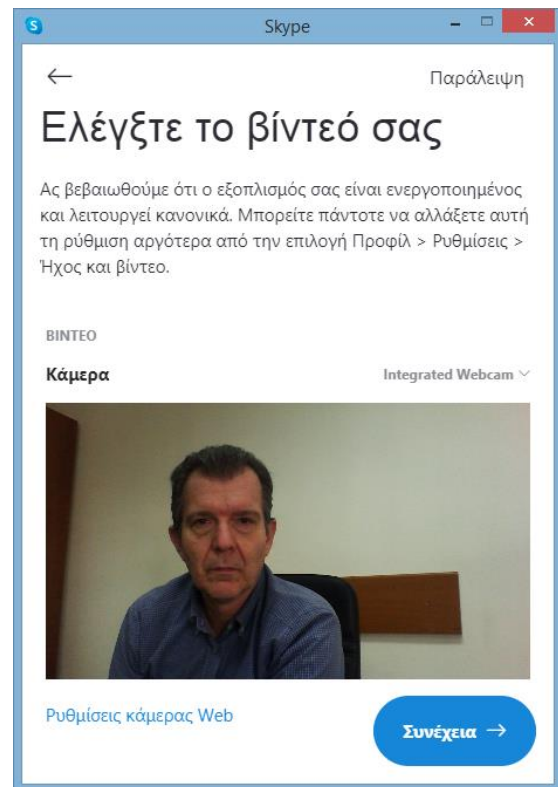 Skype
Παράλειψη
Ελέγξτε το βίντεό σας
Ας βεβαιωθούμε ότι ο εξοπλισμός σας είναι ενεργοποιημένος
και λειτουργεί κανονικά. Μπορείτε πάντοτε να αλλάξετε αυτή
τη ρύθμιση αργότερα από την επιλογή Προφίλ > Ρυθμίσεις >
Ήχος και βίντεο.
ΒΙΝΤΕΟ
Κάμερα Integrated Webcam
Ρυθμίσεις κάμερας Web
Συνέχεια →